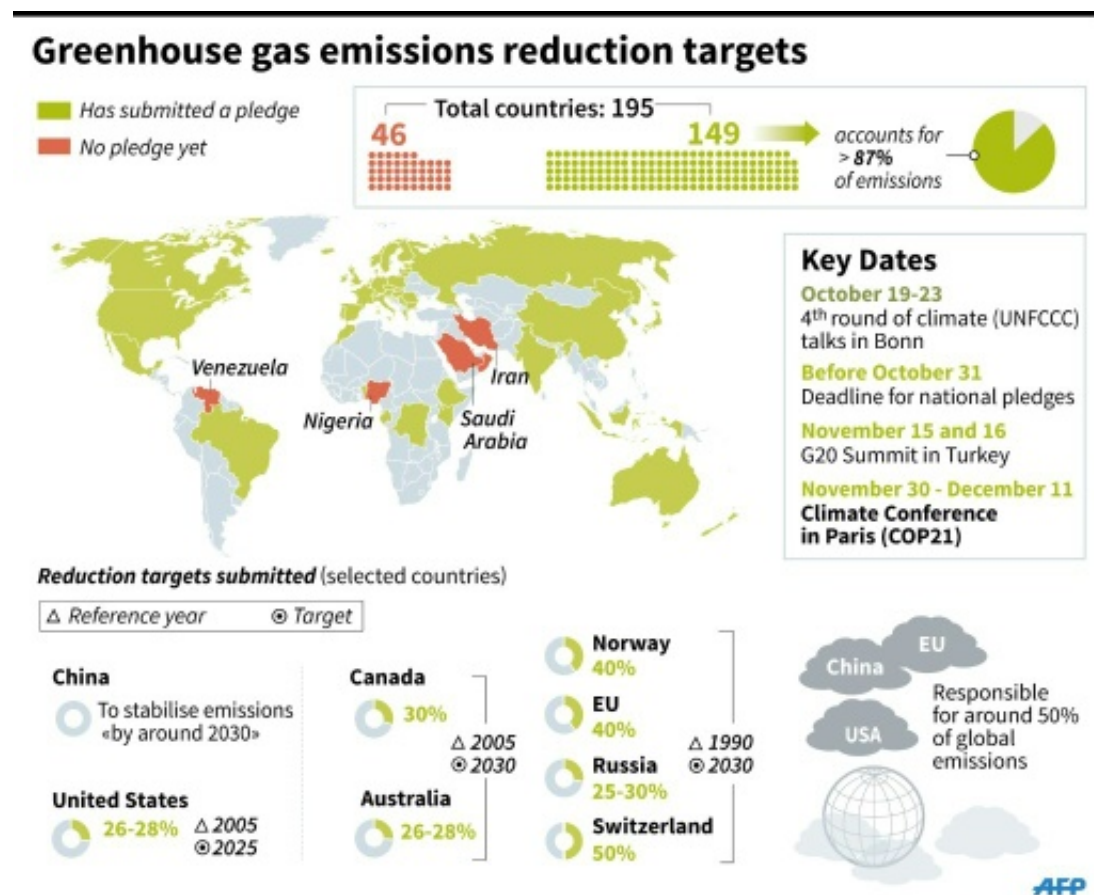 Greenhouse gas emissions reduction targets
Has submitted a pledge
No pledge yet
Total countries: 195
46
149
accounts for
> 87%
of emissions
Venezuela
Nigeria
Saudi
Arabia
Iran
Key Dates
October 19-23
4th round of climate (UNFCCC)
talks in Bonn
Before October 31
Deadline for national pledges
November 15 and 16
G20 Summit in Turkey
November 30 - December 11
Climate Conference
in Paris (COP21)
Reduction targets submitted (selected countries)
△ Reference year ⦿ Target
China
To stabilise emissions
«by around 2030»
United States
26-28% △ 2005
⦿ 2025
Canada
30%
△ 2005
⦿ 2030
Australia
26-28%
Norway
40%
EU
40%
Russia
25-30%
Switzerland
50%
△ 1990
⦿ 2030
China
EU
USA
Responsible
for around 50%
of global
emissions
AFP